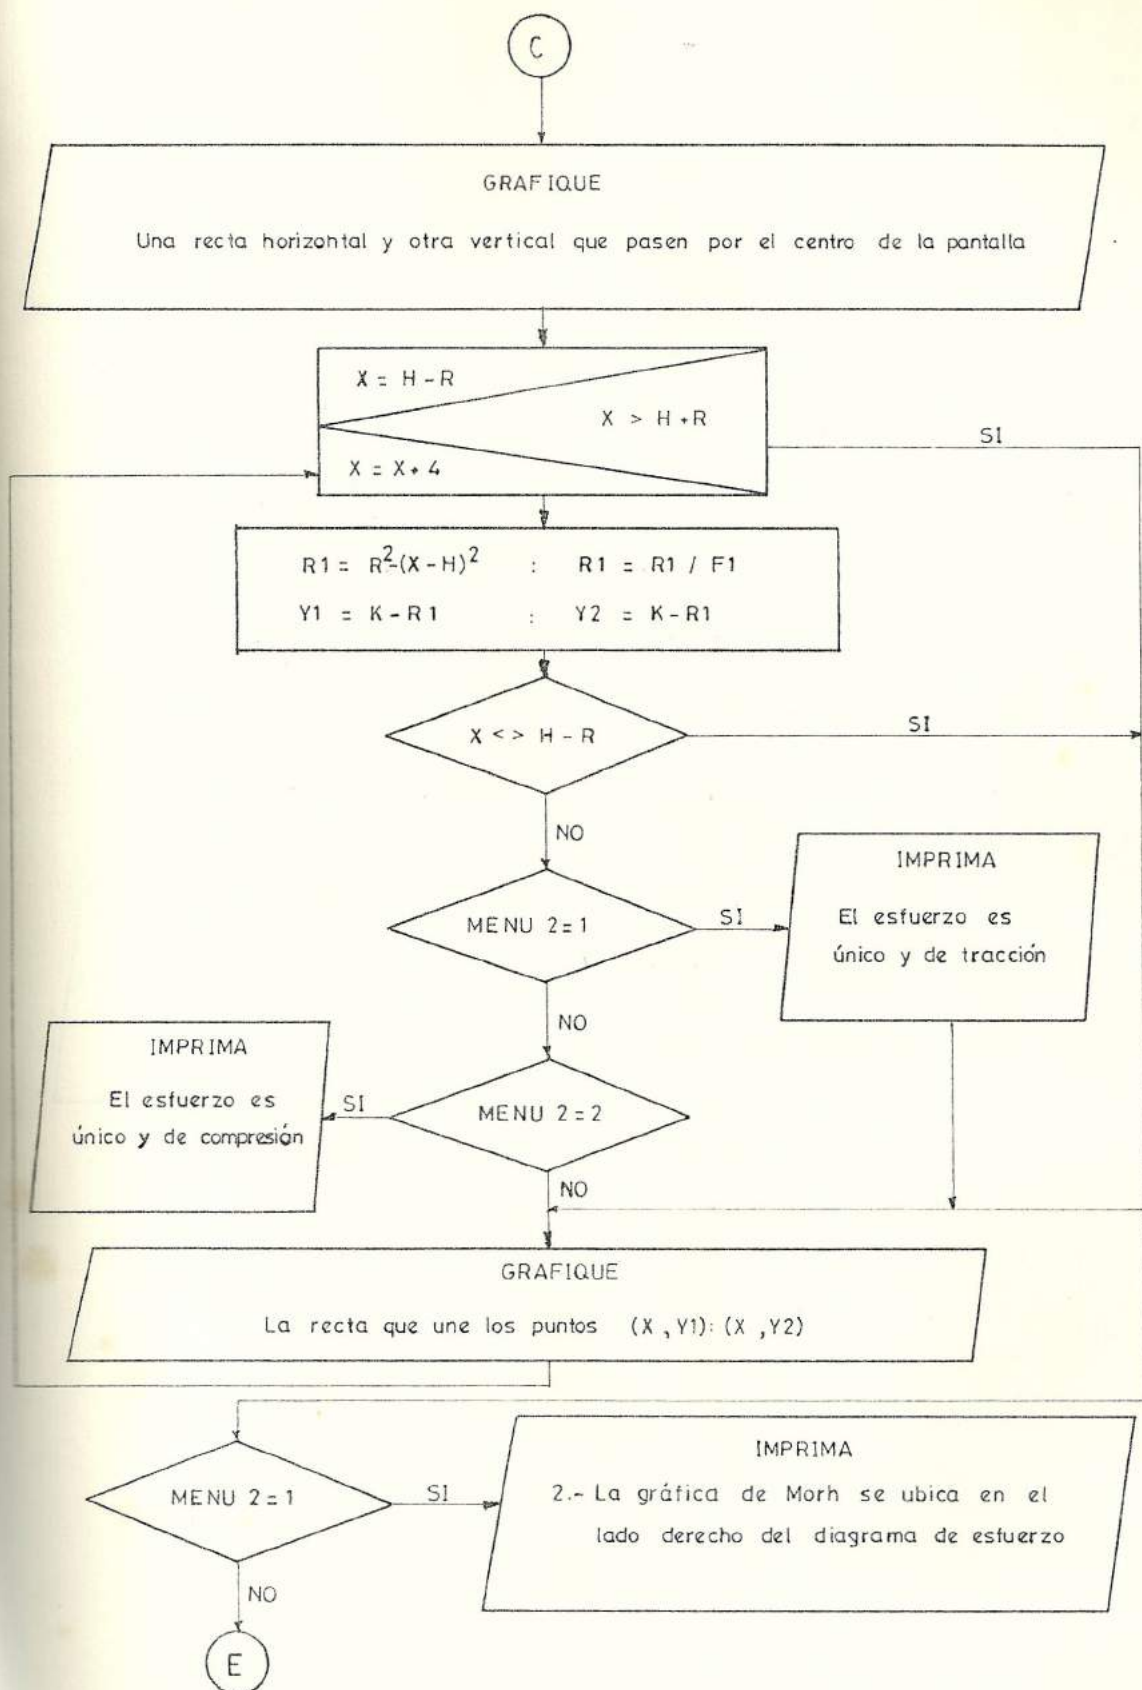 C
GRAFIQUE
Una recta horizontal y otra vertical que pasen por el centro de la pantalla
X = H - R
X > H + R
SI
X = X + 4
R1 = R²-(X-H)² : R1 = R1 / F1
Y1 = K-R1 : Y2 = K-R1
X <> H - R
SI
NO
IMPRIMA
El esfuerzo es
único y de tracción
MENU 2=1
SI
NO
IMPRIMA
El esfuerzo es
único y de compresión
SI
MENU 2=2
NO
GRAFIQUE
La recta que une los puntos (X ,Y1): (X ,Y2)
IMPRIMA
2.- La gráfica de Morh se ubica en el
lado derecho del diagrama de esfuerzo
MENU 2=1
SI
NO
E